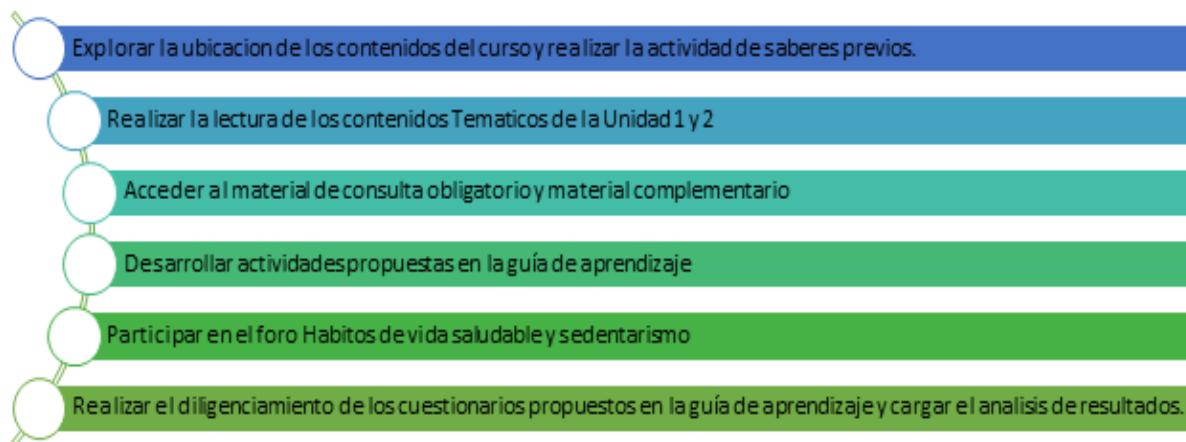 Explorar la ubicacion de los contenidos del curso y realizar la actividad de saberes previos.
Realizar la lectura de los contenidos Tematicos de la Unidad 1 y 2
Acceder al material de consulta obligatorio y material complementario
Desarrollar actividades propuestas en la guía de aprendizaje
Participar en el foro Habitos de vida saludable y sedentarismo
Realizar el diligenciamiento de los cuestionarios propuestos en la guía de aprendizaje y cargar el analisis de resultados.